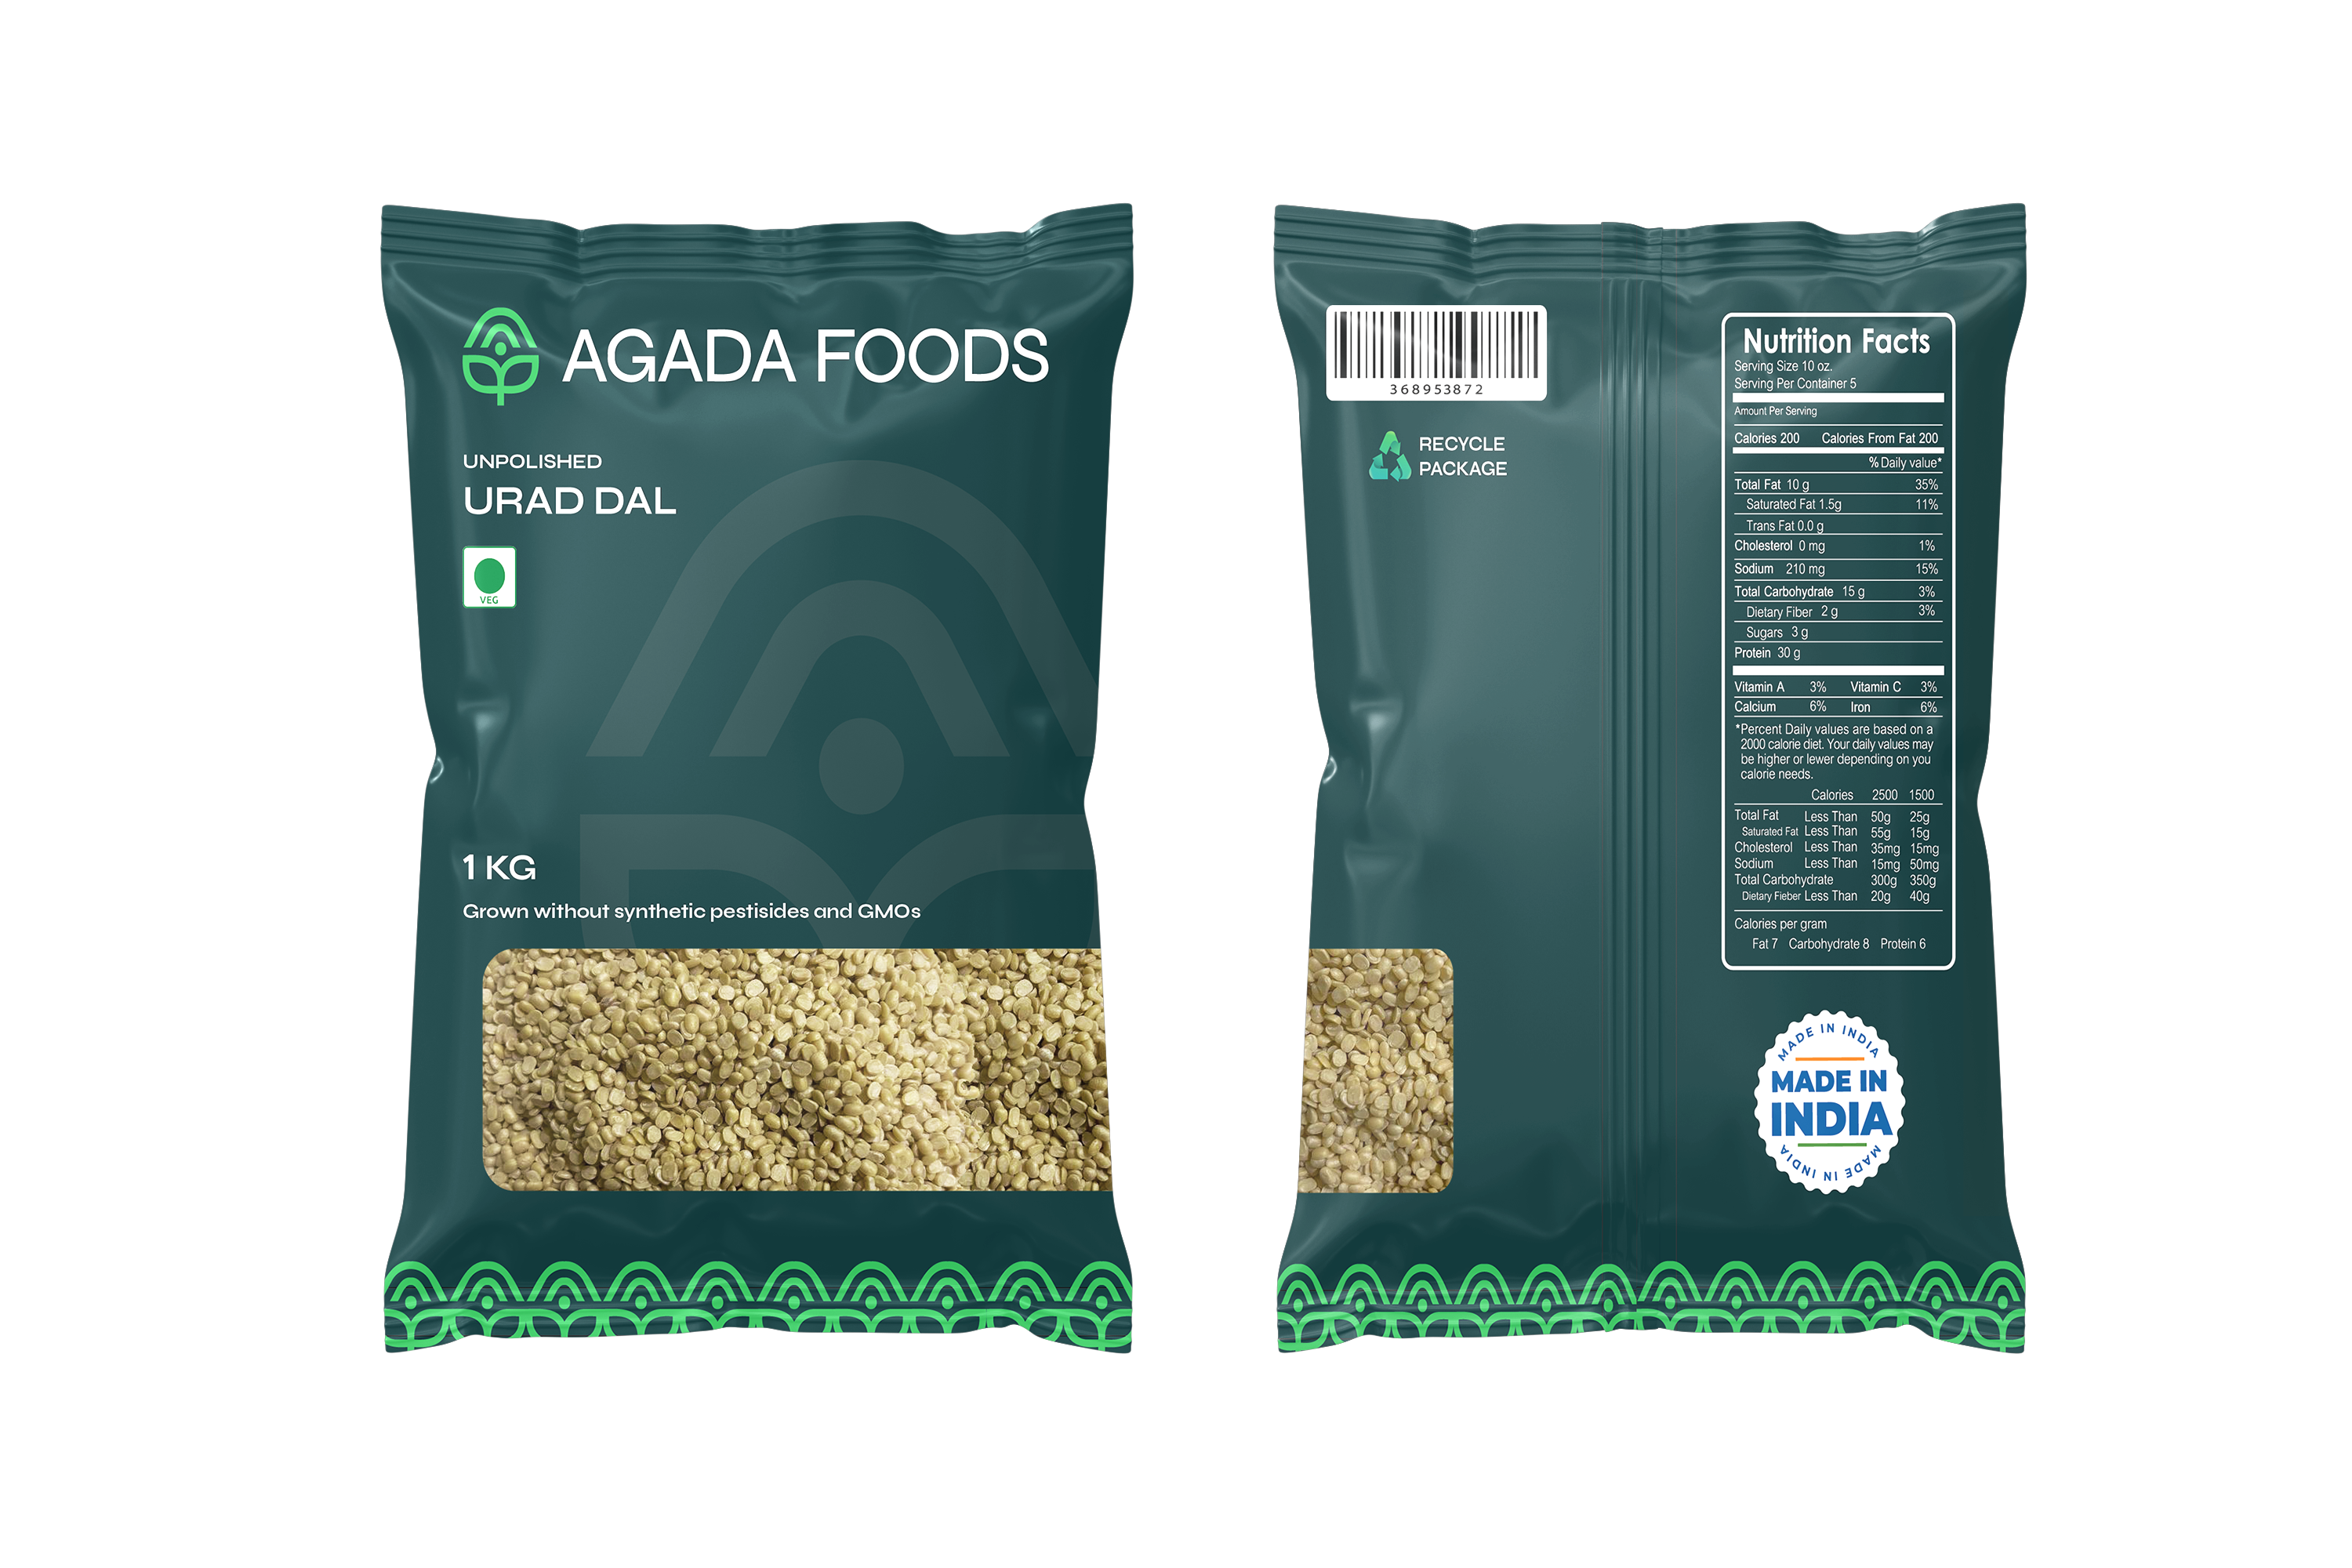 AGADA FOODS
UNPOLISHED
URAD DAL
VEG
1 KG
Grown without synthetic pestisides and GMOs
368953872
RECYCLE
PACKAGE
Nutrition Facts
Serving Size 10 oz.
Serving Per Container 5
Amount Per Serving
Calories 200 Calories From Fat 200
% Daily value*
Total Fat 10 g 35%
Saturated Fat 1.5g 11%
Trans Fat 0.0 g
Cholesterol 0 mg 1%
Sodium 210 mg 15%
Total Carbohydrate 15 g 3%
Dietary Fiber 2 g 3%
Sugars 3 g
Protein 30 g
Vitamin A 3% Vitamin C 3%
Calcium 6% Iron 6%
*Percent Daily values are based on a
2000 calorie diet. Your daily values may
be higher or lewer depending on you
calorie needs.
Calories 2500 1500
Total Fat Less Than 50g 25g
Saturated Fat Less Than 55g 15g
Cholesterol Less Than 35mg 15mg
Sodium Less Than 15mg 50mg
Total Carbohydrate 300g 350g
Dietary Fieber Less Than 20g 40g
Calories per gram
Fat 7 Carbohydrate 8 Protein 6
MADE IN INDIA
MADE IN
INDIA
MADE IN INDIA